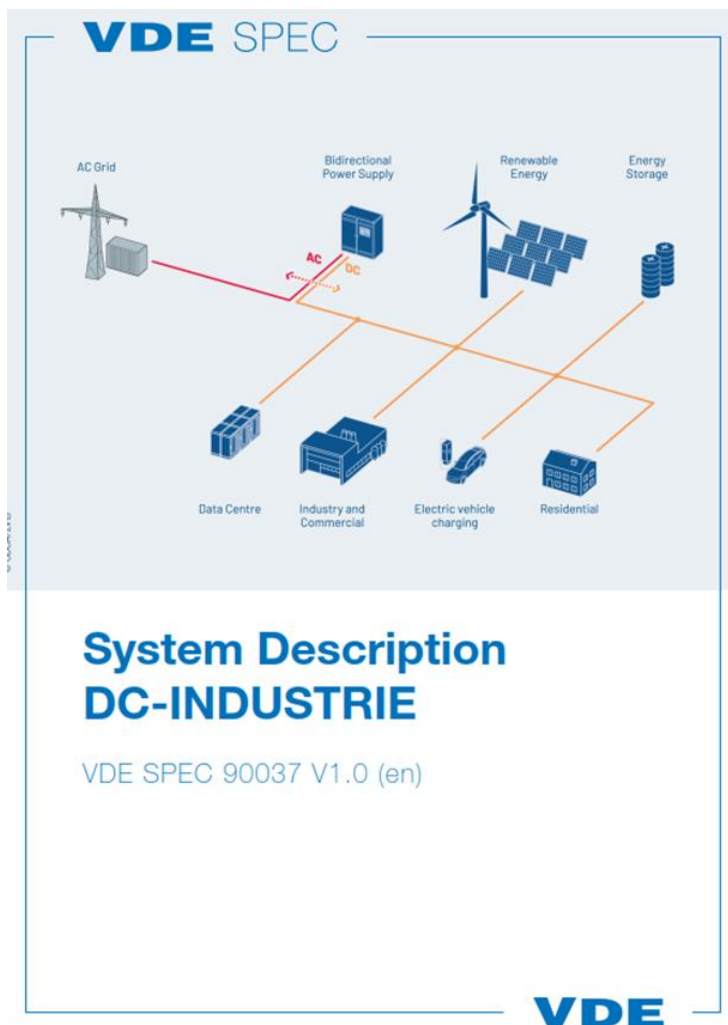 VDE SPEC
AC Grid
Bidirectional
Power Supply
Renewable
Energy
Energy
Storage
AC
DC
Data Centre
Industry and
Commercial
Electric vehicle
charging
Residential
System Description
DC-INDUSTRIE
VDE SPEC 90037 V1.0 (en)
VDE